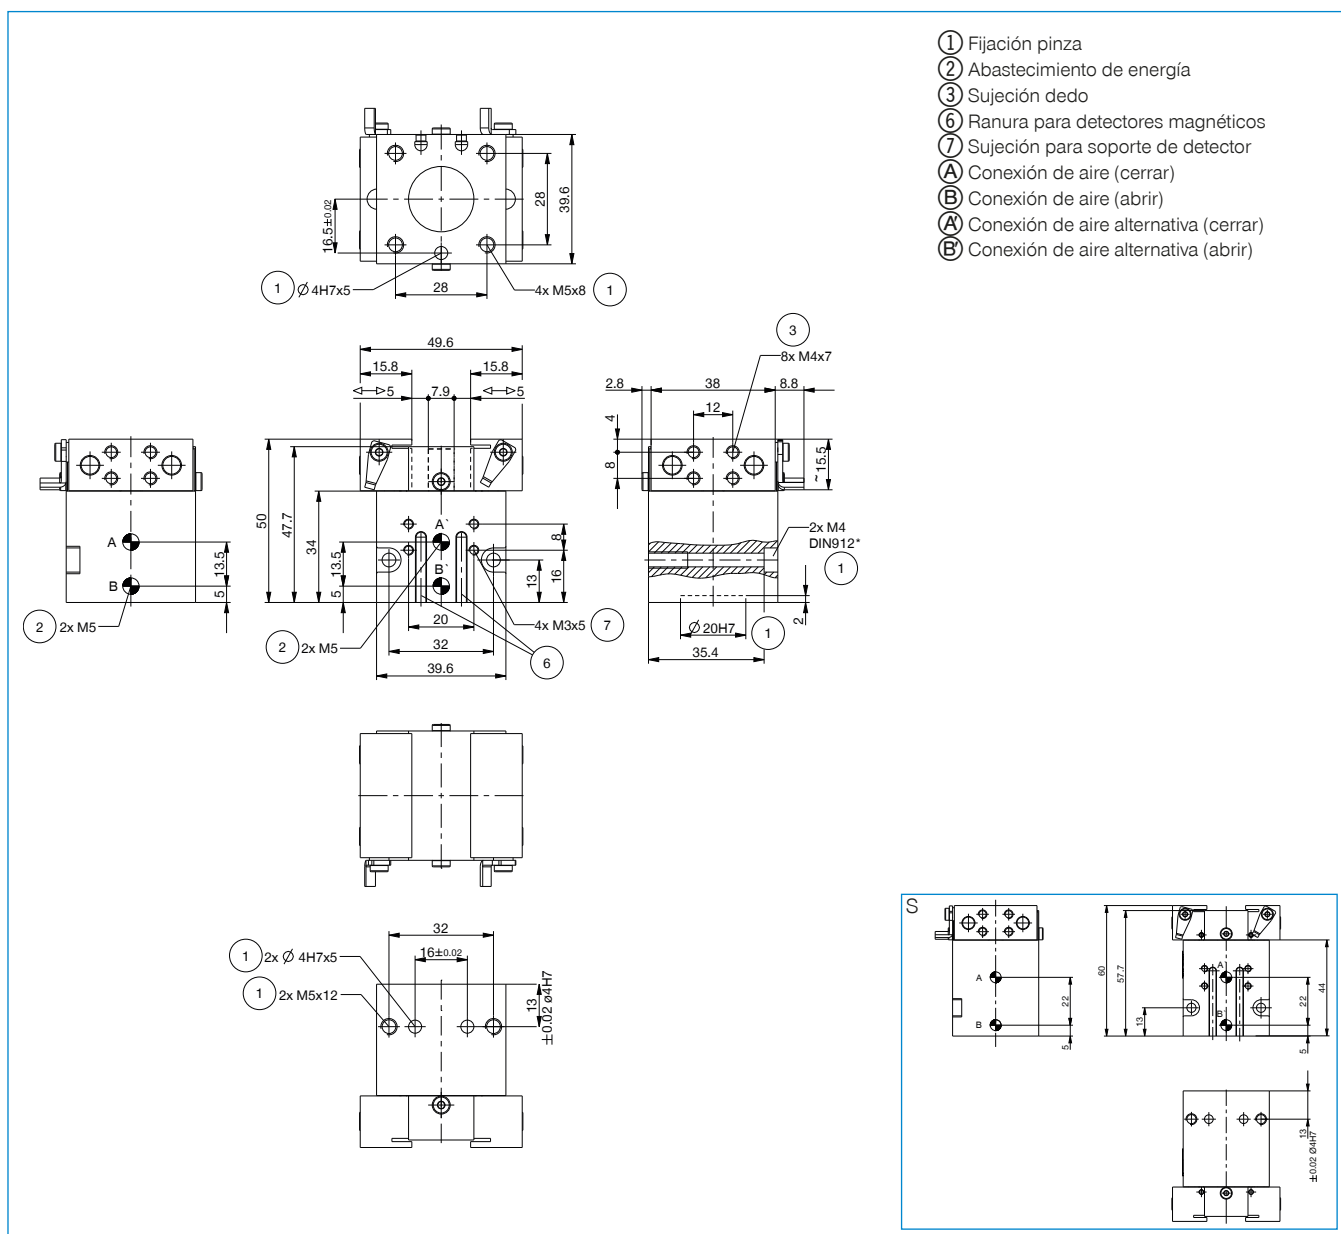 1 Fijación pinza
2 Abastecimiento de energía
3 Sujeción dedo
6 Ranura para detectores magnéticos
7 Sujeción para soporte de detector
A Conexión de aire (cerrar)
B Conexión de aire (abrir)
A' Conexión de aire alternativa (cerrar)
B' Conexión de aire alternativa (abrir)
16.5±0.02
28
39.6
1 Ø 4H7x5
28
4x M5x8 1
49.6
15.8
15.8
5
7.9
5
50
47.7
34
13.5
5
A`
B`
8
16
13
20
32
39.6
2 2x M5
4x M3x5 7
6
A
B
13.5
5
2 2x M5
3
8x M4x7
2.8
38
8.8
12
4
8
~ 15.5
2x M4
DIN912*
1
2
Ø 20H7 1
35.4
32
16±0.02
1 2x Ø 4H7x5
1 2x M5x12
13
±0.02 ø4H7
S
A
B
22
5
60
57.7
13
A`
B`
22
44
5
13
±0.02 Ø4H7